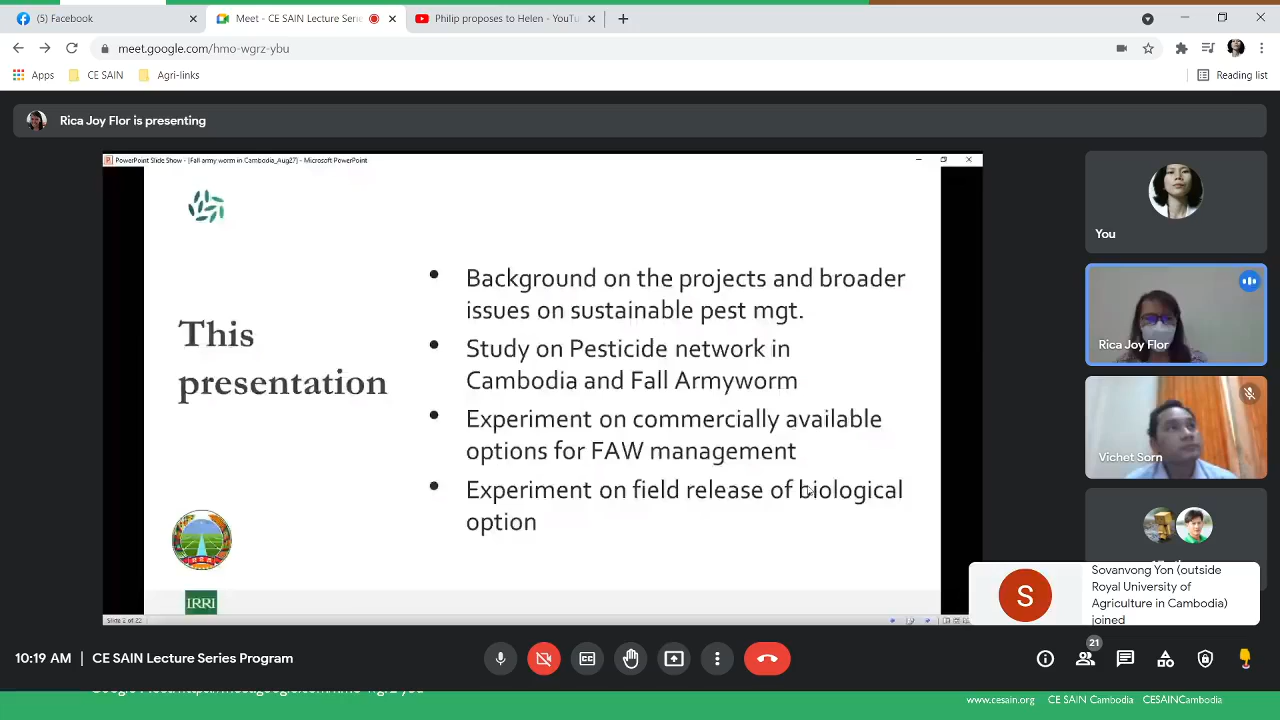 (5) Facebook
Meet - CE SAIN Lecture Serie
Philip proposes to Helen - YouTu
meet.google.com/hmo-wgrz-ybu
Apps
CE SAIN
Agri-links
Reading list
Rica Joy Flor is presenting
PowerPoint Slide Show - [Fall army worm in Cambodia_Aug27] - Microsoft PowerPoint
This
presentation
• Background on the projects and broader
issues on sustainable pest mgt.
• Study on Pesticide network in
Cambodia and Fall Armyworm
• Experiment on commercially available
options for FAW management
• Experiment on field release of biological
option
IRRI
Slide 2 of 22
You
Rica Joy Flor
Vichet Sorn
S
Sovanvong Yon (outside
Royal University of
Agriculture in Cambodia)
joined
10:19 AM | CE SAIN Lecture Series Program
21
www.cesain.org CE SAIN Cambodia CESAINCambodia